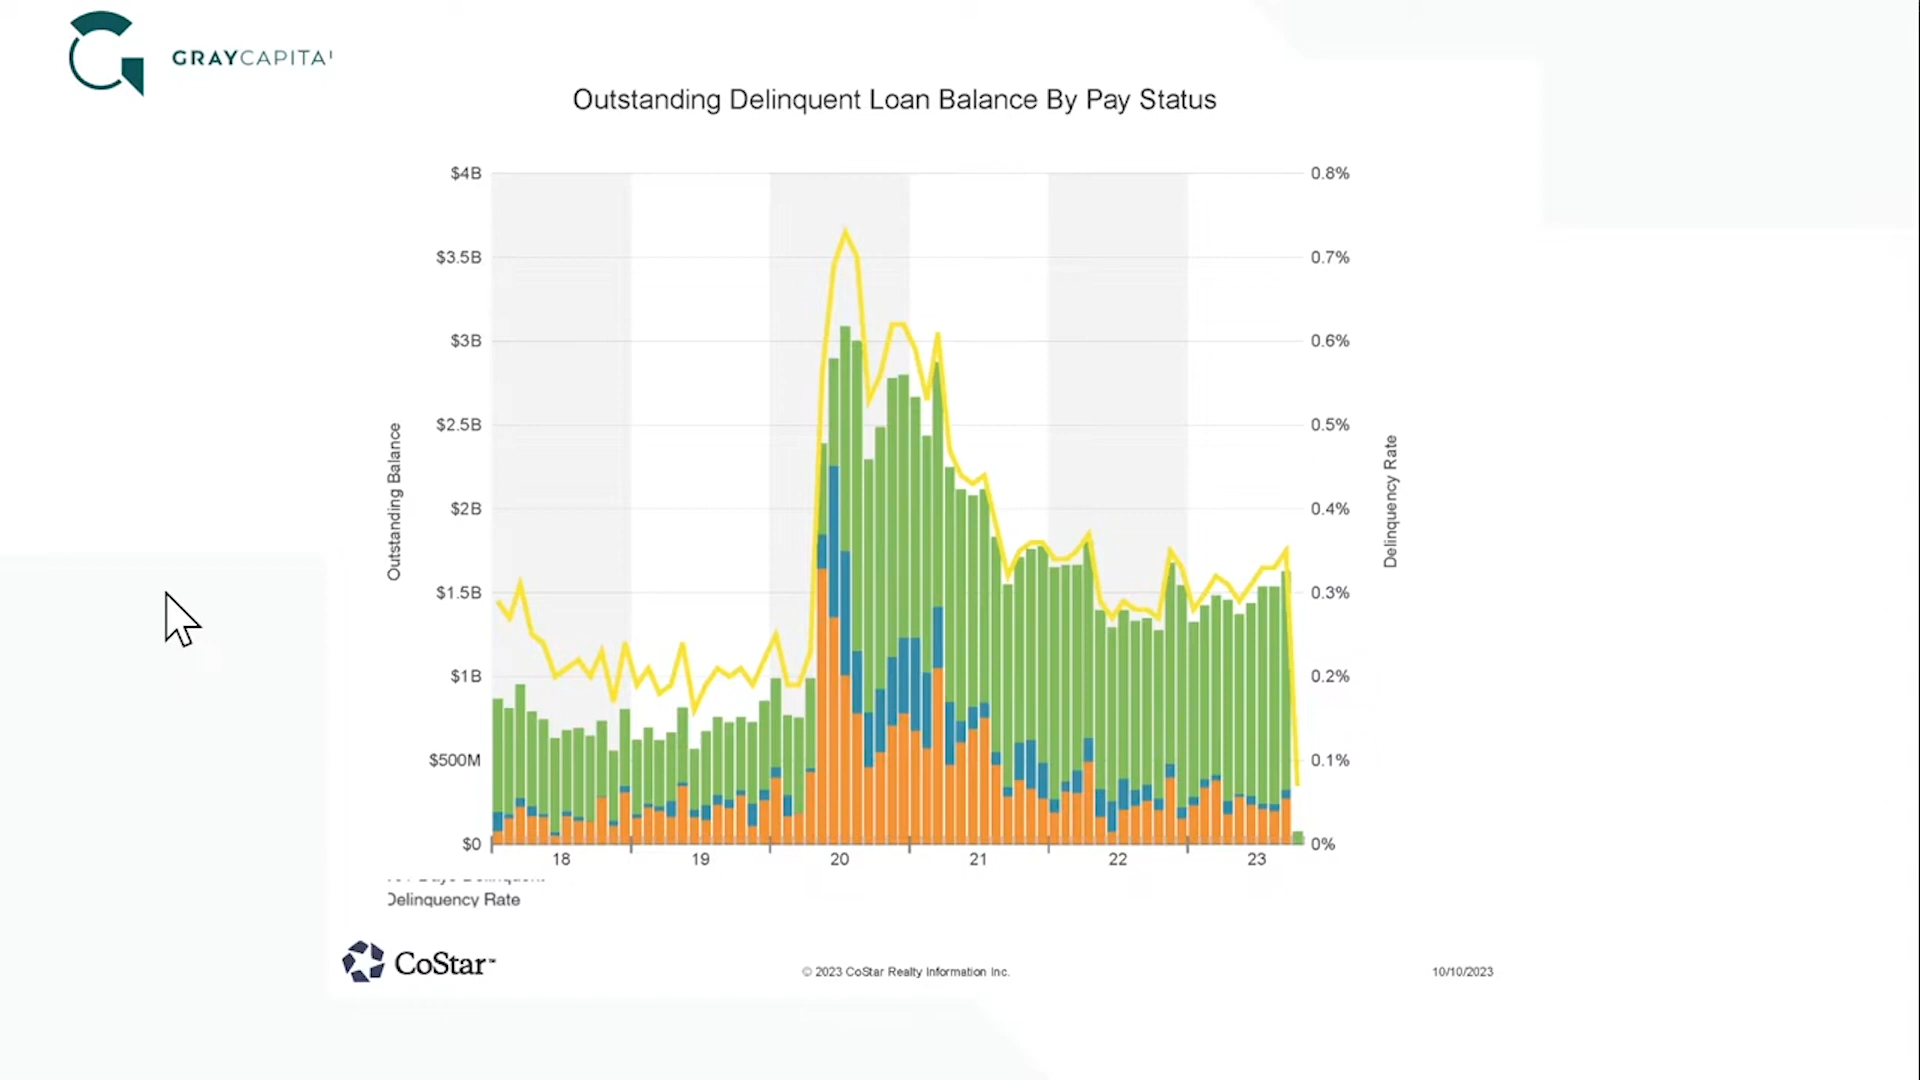 GRAYCAPITA
Outstanding Delinquent Loan Balance By Pay Status
$4B
$3.5B
$3B
$2.5B
$2B
$1.5B
$1B
$500M
$0
Outstanding Balance
0.8%
0.7%
0.6%
0.5%
0.4%
0.3%
0.2%
0.1%
0%
Delinquency Rate
18 19 20 21 22 23
Delinquency Rate
CoStar™
© 2023 CoStar Realty Information Inc.
10/10/2023